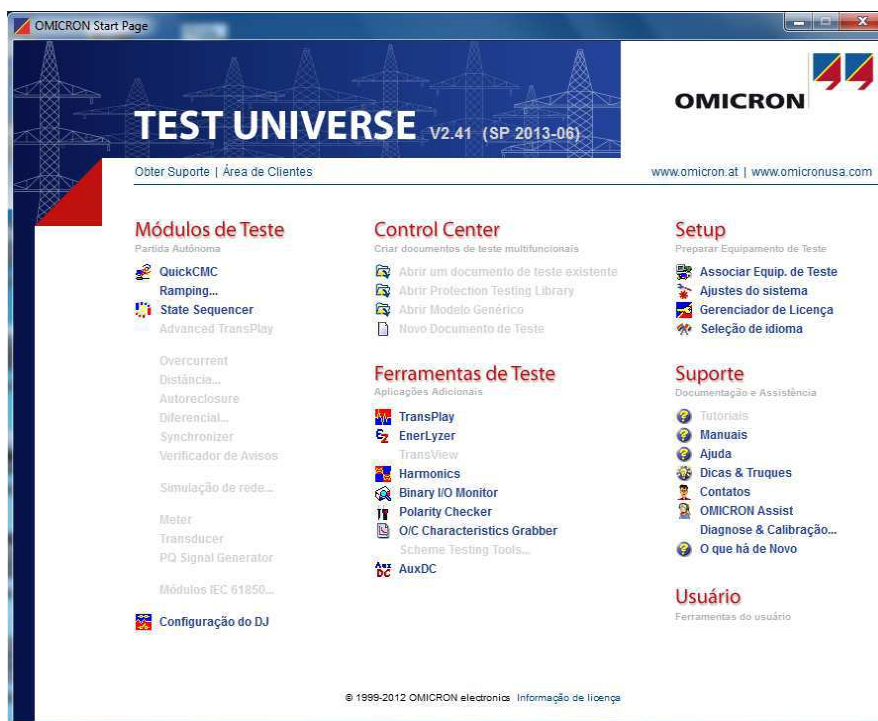 OMICRON Start Page
TEST UNIVERSE V2.41 (SP 2013-06)
OMICRON
Obter Suporte | Área de Clientes
www.omicron.at | www.omicronusa.com
Módulos de Teste
Partida Autônoma
QuickCMC
Ramping...
State Sequencer
Advanced TransPlay
Overcurrent
Distância...
Autoreclosure
Diferencial...
Synchronizer
Verificador de Avisos
Simulação de rede...
Meter
Transducer
PQ Signal Generator
Módulos IEC 61850...
Configuração do DJ
Control Center
Criar documentos de teste multifuncionais
Abrir um documento de teste existente
Abrir Protection Testing Library
Abrir Modelo Genérico
Novo Documento de Teste
Ferramentas de Teste
Aplicações Adicionais
TransPlay
EnerLyzer
TransView
Harmonics
Binary I/O Monitor
Polarity Checker
O/C Characteristics Grabber
Scheme Testing Tools...
AuxDC
Setup
Preparar Equipamento de Teste
Associar Equip. de Teste
Ajustes do sistema
Gerenciador de Licença
Seleção de idioma
Suporte
Documentação e Assistência
Tutoriais
Manuais
Ajuda
Dicas & Truques
Contatos
OMICRON Assist
Diagnose & Calibração...
O que há de Novo
Usuário
Ferramentas do usuário
© 1999-2012 OMICRON electronics Informação de licença